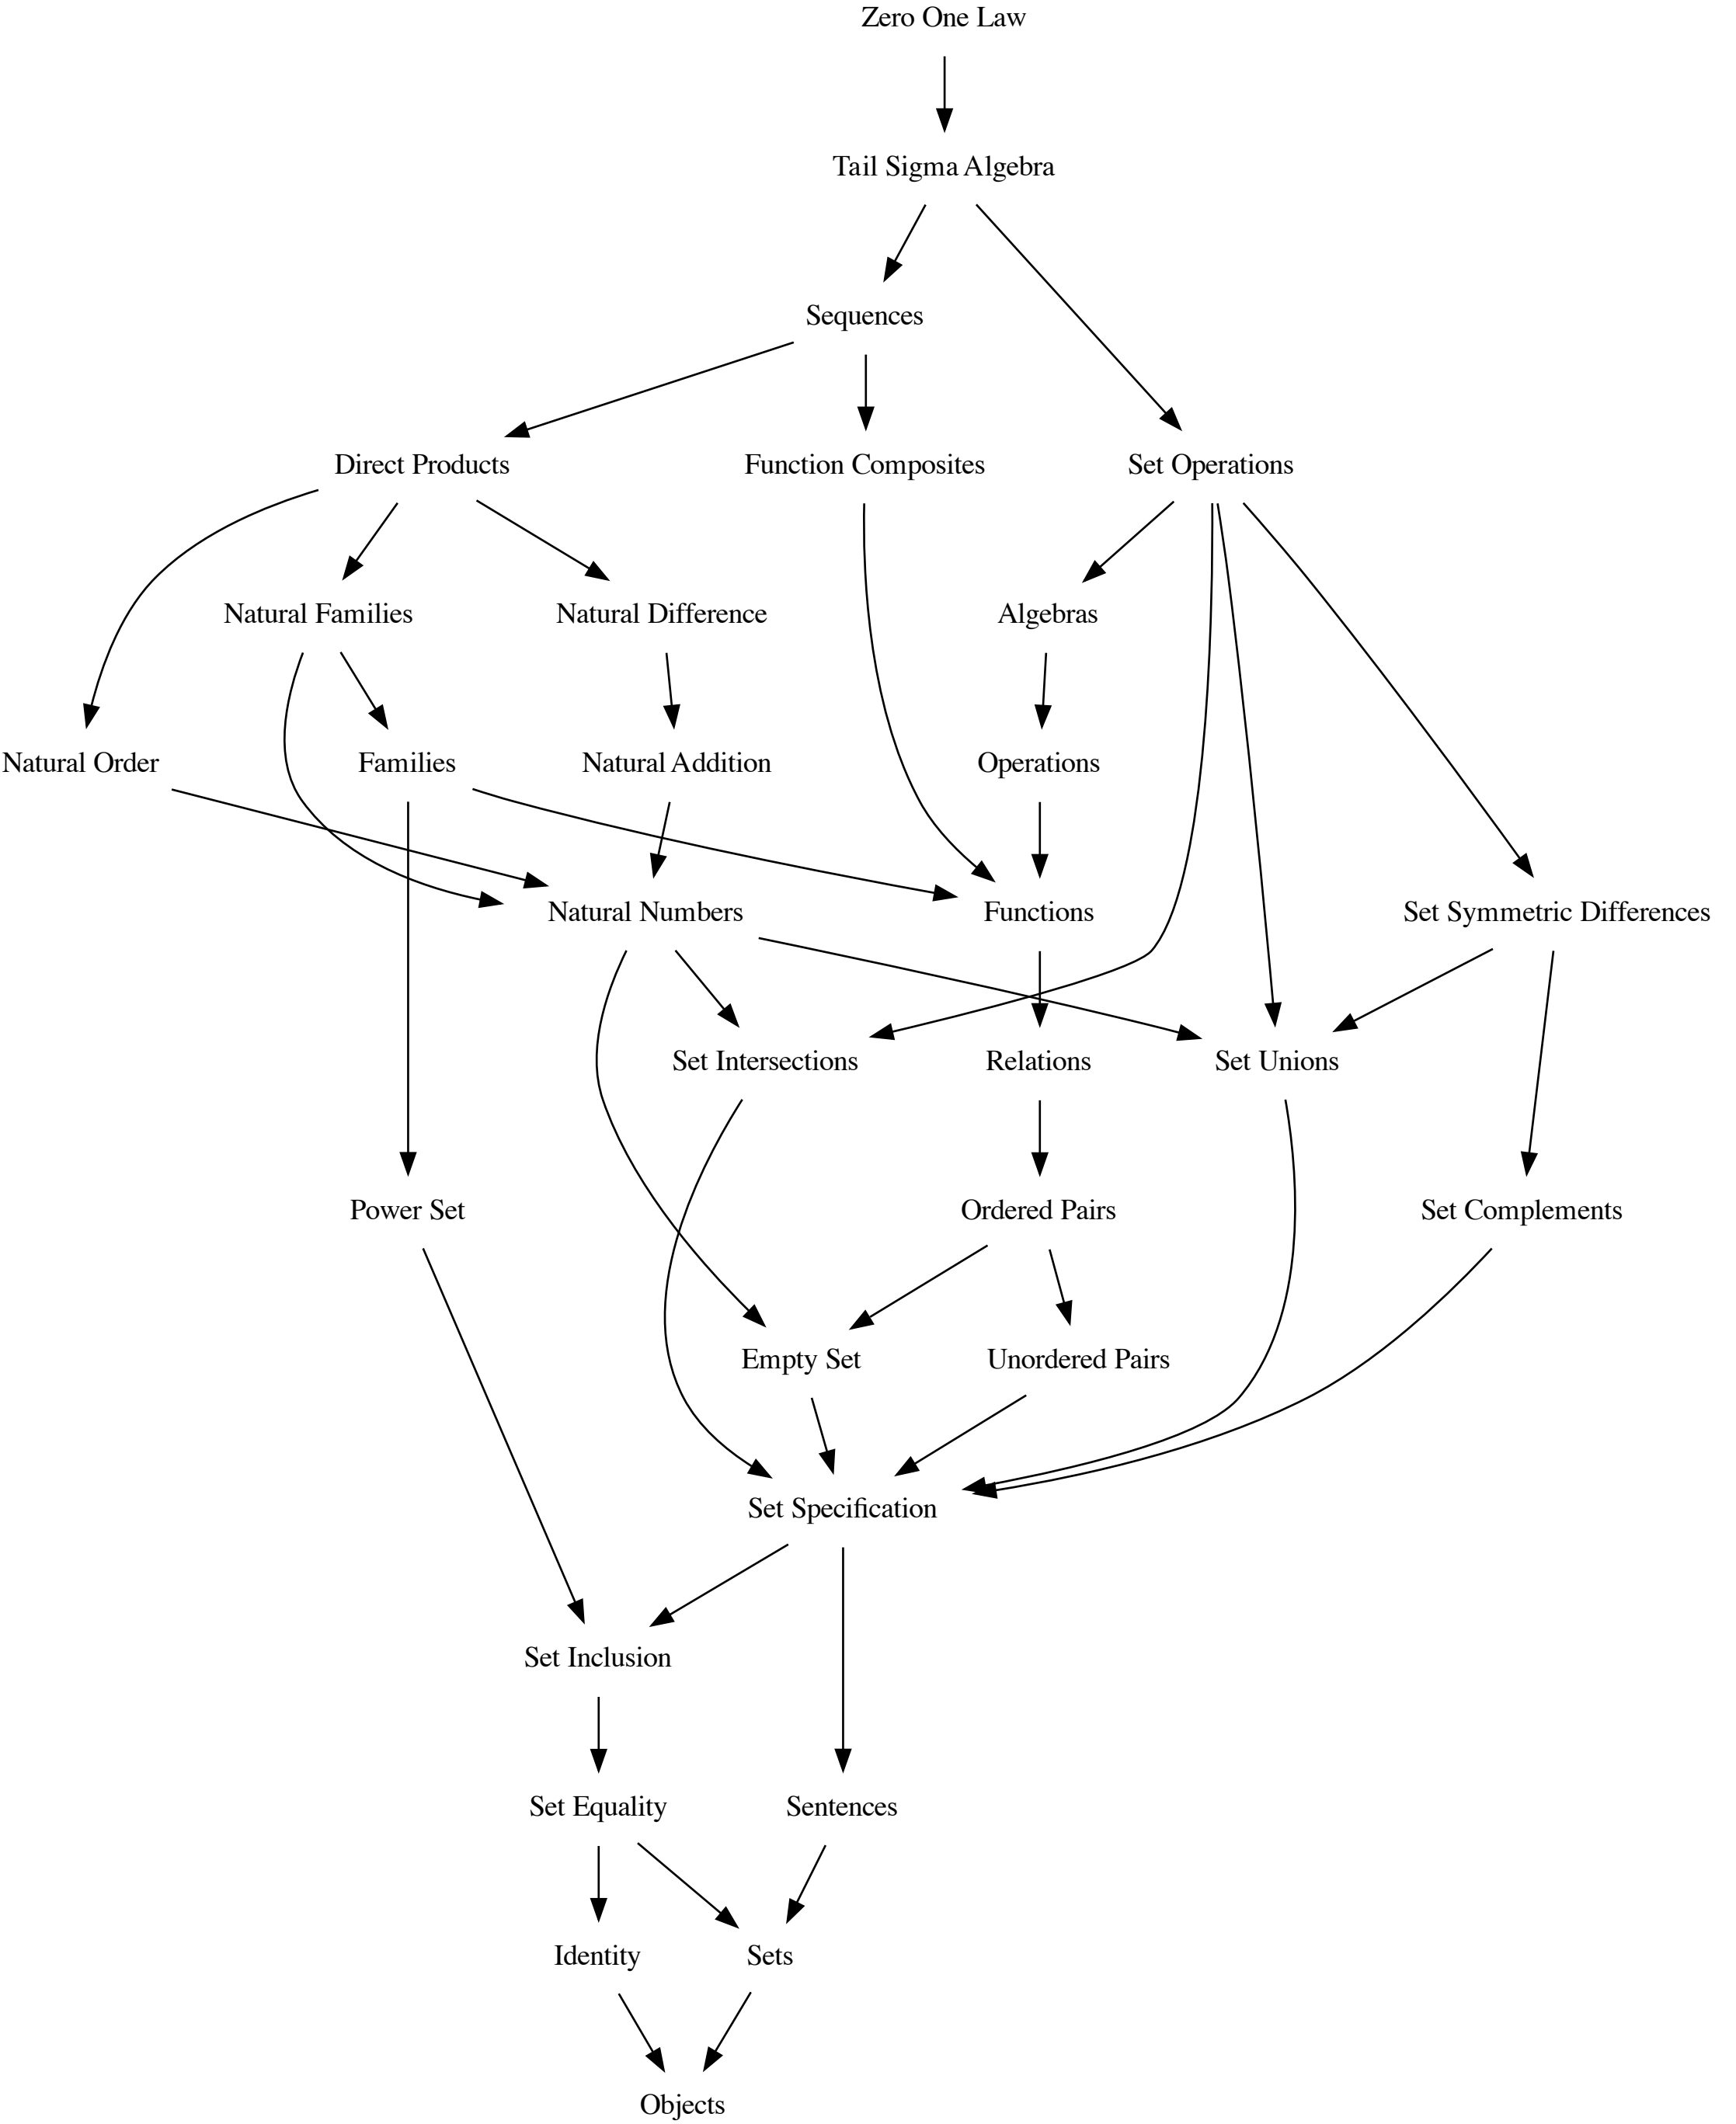 Zero One Law
Tail Sigma Algebra
Sequences
Direct Products
Function Composites
Set Operations
Natural Families
Natural Difference
Algebras
Natural Order
Families
Natural Addition
Operations
Natural Numbers
Functions
Set Symmetric Differences
Set Intersections
Relations
Set Unions
Power Set
Ordered Pairs
Set Complements
Empty Set
Unordered Pairs
Set Specification
Set Inclusion
Set Equality
Sentences
Identity
Sets
Objects